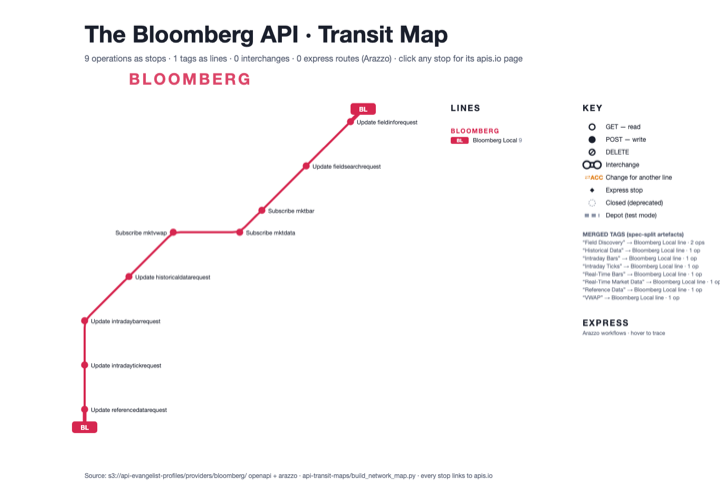 The Bloomberg API · Transit Map
9 operations as stops · 1 tags as lines · 0 interchanges · 0 express routes (Arazzo) · click any stop for its apis.io page
BLOOMBERG
BL
Update fieldinforequest
Update fieldsearchrequest
Subscribe mktbar
Subscribe mktvwap
Subscribe mktdata
Update historicaldatarequest
Update intradaybarrequest
Update intradaytickrequest
Update referencedatarequest
BL
LINES
BLOOMBERG
BL Bloomberg Local 9
KEY
GET — read
POST — write
DELETE
Interchange
ACC Change for another line
Express stop
Closed (deprecated)
Depot (test mode)
MERGED TAGS (spec-split artefacts)
"Field Discovery" → Bloomberg Local line · 2 ops
"Historical Data" → Bloomberg Local line · 1 op
"Intraday Bars" → Bloomberg Local line · 1 op
"Intraday Ticks" → Bloomberg Local line · 1 op
"Real-Time Bars" → Bloomberg Local line · 1 op
"Real-Time Market Data" → Bloomberg Local line · 1 op
"Reference Data" → Bloomberg Local line · 1 op
"VWAP" → Bloomberg Local line · 1 op
EXPRESS
Arazzo workflows · hover to trace
Source: s3://api-evangelist-profiles/providers/bloomberg/ openapi + arazzo · api-transit-maps/build_network_map.py · every stop links to apis.io